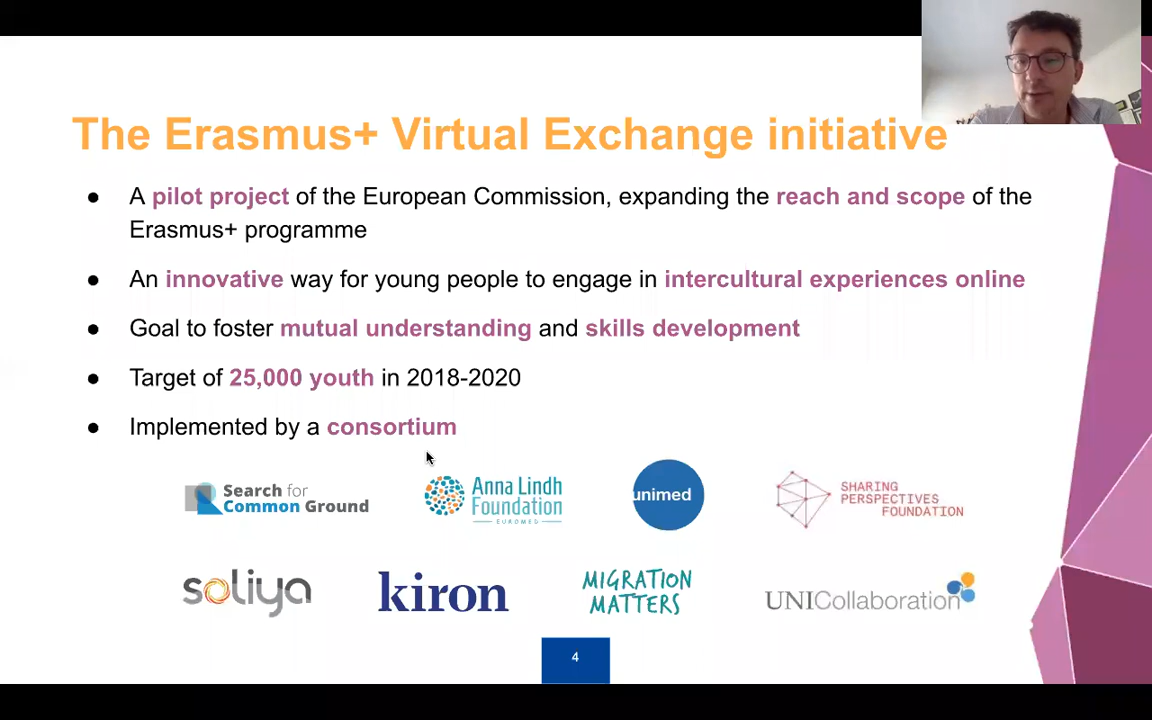 The Erasmus+ Virtual Exchange initiative
● A pilot project of the European Commission, expanding the reach and scope of the
Erasmus+ programme
● An innovative way for young people to engage in intercultural experiences online
● Goal to foster mutual understanding and skills development
● Target of 25,000 youth in 2018-2020
● Implemented by a consortium
Search for
Common Ground
Anna Lindh
Foundation
EUROMED
unimed
SHARING
PERSPECTIVES
FOUNDATION
soliya
kiron
MIGRATION
MATTERS
UNICollaboration
4